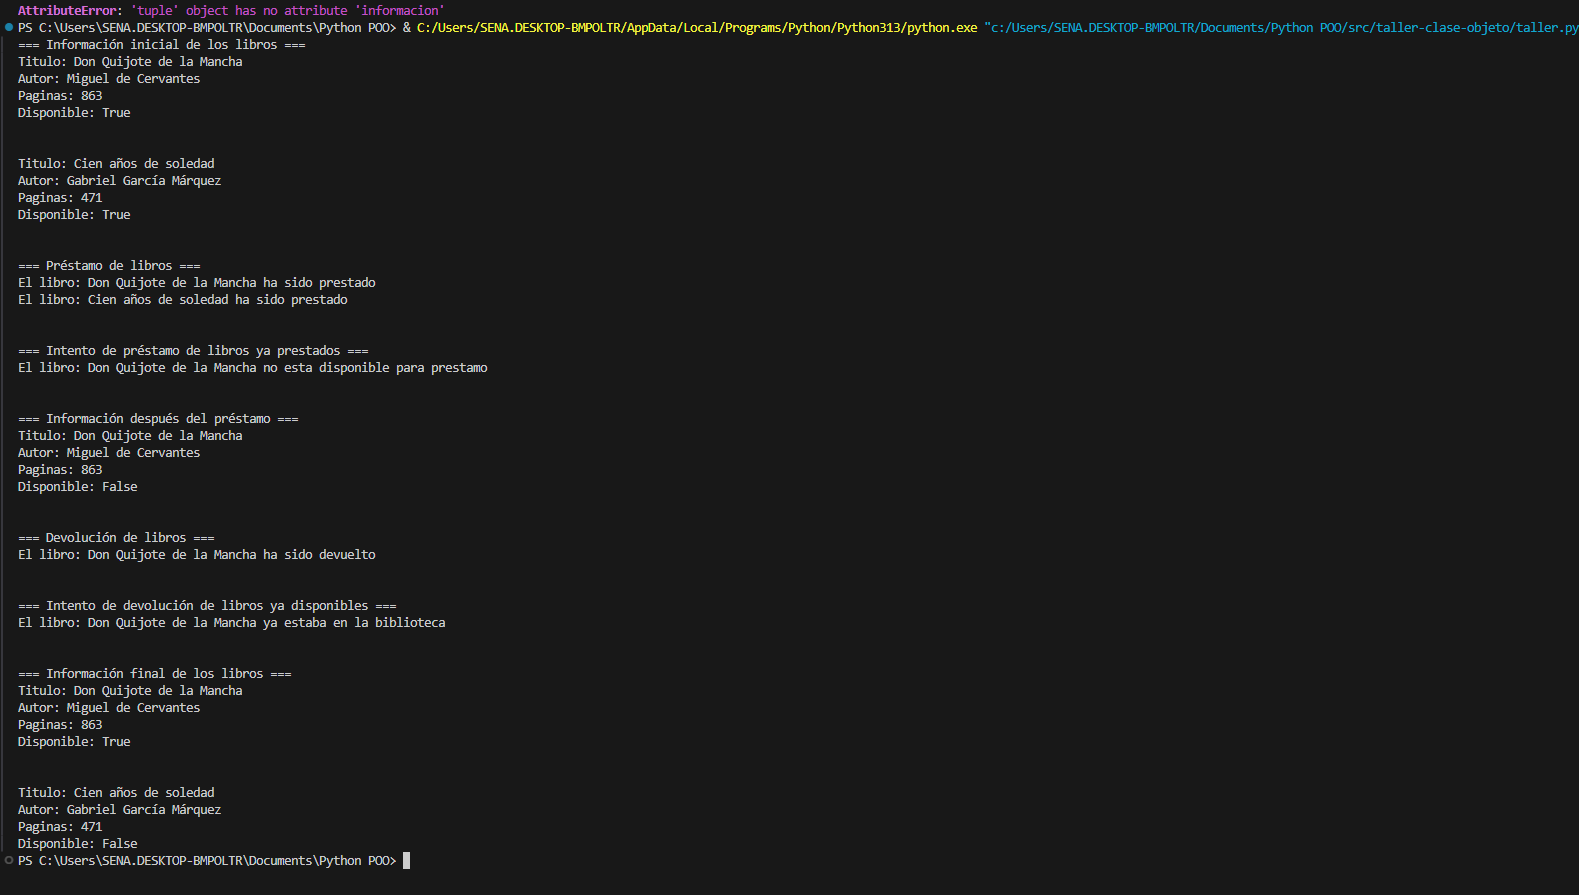 AttributeError: 'tuple' object has no attribute 'informacion'
PS C:\Users\SENA.DESKTOP-BMPOLTR\Documents\Python POO> & C:/Users/SENA.DESKTOP-BMPOLTR/AppData/Local/Programs/Python/Python313/python.exe "c:/Users/SENA.DESKTOP-BMPOLTR/Documents/Python POO/src/taller-clase-objeto/taller.py
=== Información inicial de los libros ===
Titulo: Don Quijote de la Mancha
Autor: Miguel de Cervantes
Paginas: 863
Disponible: True
Titulo: Cien años de soledad
Autor: Gabriel García Márquez
Paginas: 471
Disponible: True
=== Préstamo de libros ===
El libro: Don Quijote de la Mancha ha sido prestado
El libro: Cien años de soledad ha sido prestado
=== Intento de préstamo de libros ya prestados ===
El libro: Don Quijote de la Mancha no esta disponible para prestamo
=== Información después del préstamo ===
Titulo: Don Quijote de la Mancha
Autor: Miguel de Cervantes
Paginas: 863
Disponible: False
=== Devolución de libros ===
El libro: Don Quijote de la Mancha ha sido devuelto
=== Intento de devolución de libros ya disponibles ===
El libro: Don Quijote de la Mancha ya estaba en la biblioteca
=== Información final de los libros ===
Titulo: Don Quijote de la Mancha
Autor: Miguel de Cervantes
Paginas: 863
Disponible: True
Titulo: Cien años de soledad
Autor: Gabriel García Márquez
Paginas: 471
Disponible: False
PS C:\Users\SENA.DESKTOP-BMPOLTR\Documents\Python POO>